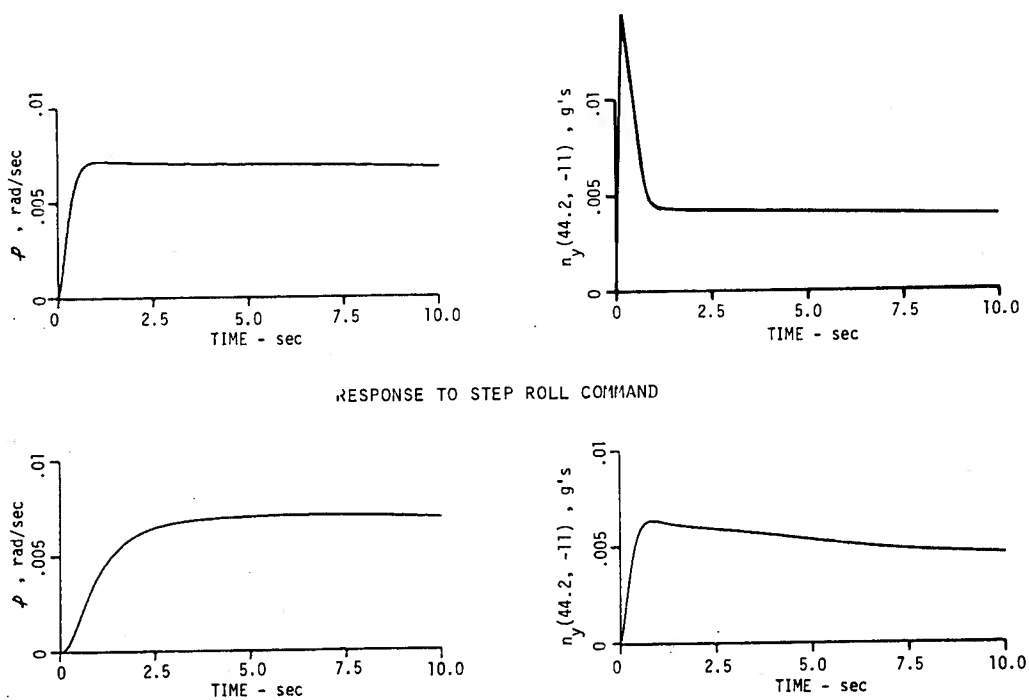 p , rad/sec
.01
.005
0
0 2.5 5.0 7.5 10.0
TIME - sec
n_y(44.2, -11) , g's
.01
.005
0
0 2.5 5.0 7.5 10.0
TIME - sec
RESPONSE TO STEP ROLL COMMAND
p , rad/sec
.01
.005
0
0 2.5 5.0 7.5 10.0
TIME - sec
n_y(44.2, -11) , g's
.01
.005
0
0 2.5 5.0 7.5 10.0
TIME - sec